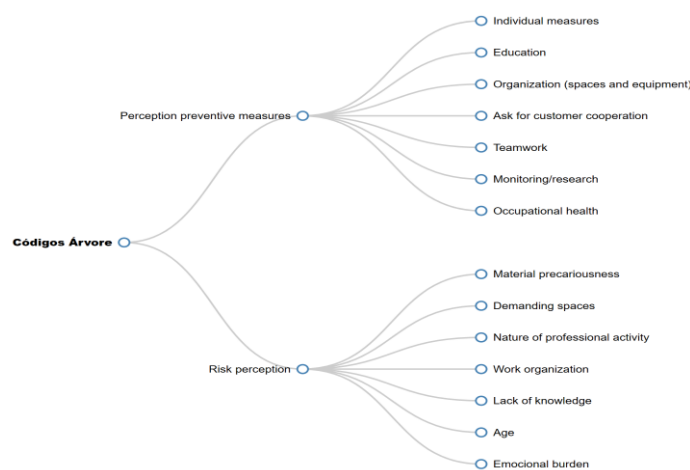 Individual measures
Education
Organization (spaces and equipment)
Perception preventive measures
Ask for customer cooperation
Teamwork
Monitoring/research
Occupational health
Códigos Árvore
Material precariousness
Demanding spaces
Nature of professional activity
Risk perception
Work organization
Lack of knowledge
Age
Emocional burden